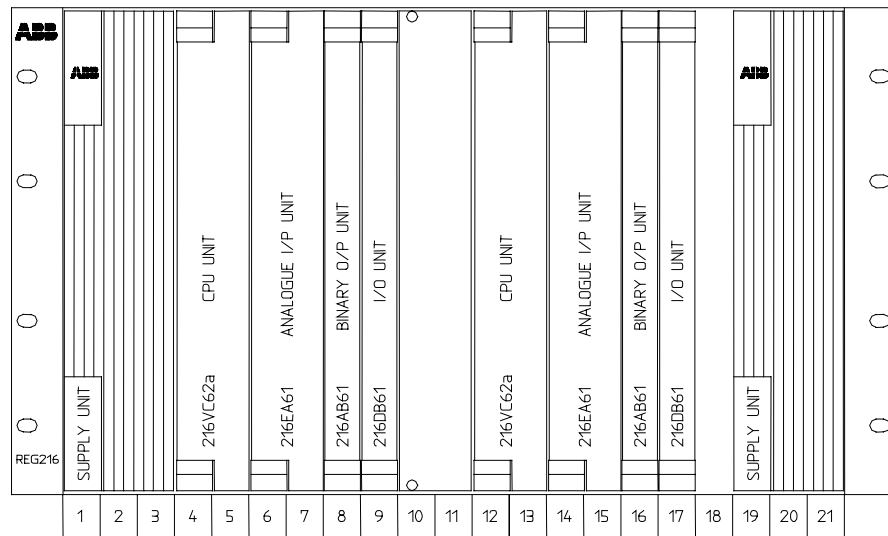 ABB
ABB
ABB
CPU UNIT
ANALOGUE I/P UNIT
BINARY O/P UNIT
I/O UNIT
CPU UNIT
ANALOGUE I/P UNIT
BINARY O/P UNIT
I/O UNIT
216VC62a
216EA61
216AB61
216DB61
216VC62a
216EA61
216AB61
216DB61
REG216
SUPPLY UNIT
SUPPLY UNIT
1 2 3 4 5 6 7 8 9 10 11 12 13 14 15 16 17 18 19 20 21